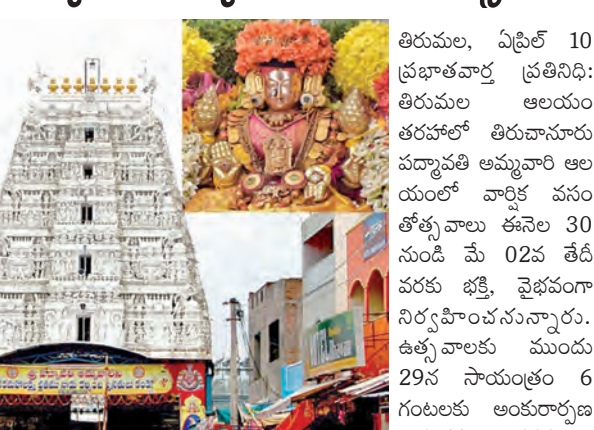 తిరుమల, ఏప్రిల్ 10
ప్రభాతవార్త ప్రతినిధి:
తిరుమల ఆలయం
తరహాలో తిరుచానూరు
పద్మావతి అమ్మవారి ఆల
యంలో వార్షిక వసం
తోత్సవాలు ఈనెల 30
నుండి మే 02వ తేదీ
వరకు భక్తి, వైభవంగా
నిర్వహించనున్నారు.
ఉత్సవాలకు ముందు
29న సాయంత్రం 6
గంటలకు అంకురార్పణ